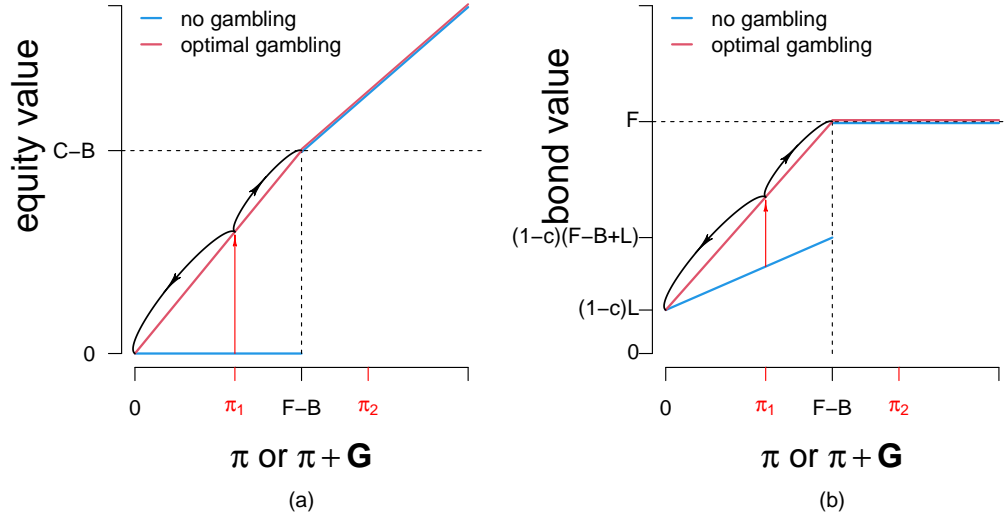 no gambling
optimal gambling
equity value
C−B
0
0
π1
F−B
π2
π or π + G
(a)
no gambling
optimal gambling
bond value
F
(1−c)(F−B+L)
(1−c)L
0
0
π1
F−B
π2
π or π + G
(b)